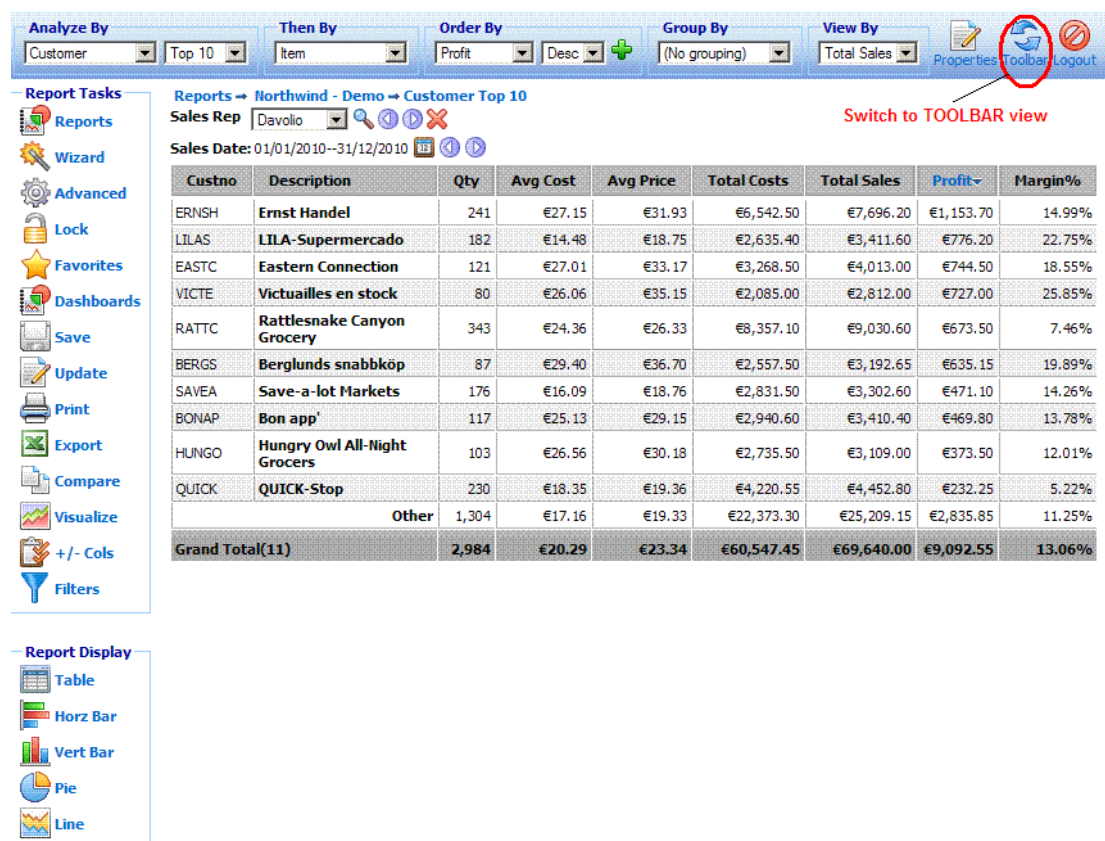 Analyze By Then By Order By Group By View By
Customer Top 10 Item Profit Desc (No grouping) Total Sales
Properties Toolbar Logout
Switch to TOOLBAR view
Report Tasks
Reports
Wizard
Advanced
Lock
Favorites
Dashboards
Save
Update
Print
Export
Compare
Visualize
+/- Cols
Filters
Report Display
Table
Horz Bar
Vert Bar
Pie
Line
Reports → Northwind - Demo → Customer Top 10
Sales Rep Davolio
Sales Date: 01/01/2010--31/12/2010 12
Custno Description Qty Avg Cost Avg Price Total Costs Total Sales Profit Margin%
ERNSH Ernst Handel 241 €27.15 €31.93 €6,542.50 €7,696.20 €1,153.70 14.99%
LILAS LILA-Supermercado 182 €14.48 €18.75 €2,635.40 €3,411.60 €776.20 22.75%
EASTC Eastern Connection 121 €27.01 €33.17 €3,268.50 €4,013.00 €744.50 18.55%
VICTE Victuailles en stock 80 €26.06 €35.15 €2,085.00 €2,812.00 €727.00 25.85%
RATTC Rattlesnake Canyon Grocery 343 €24.36 €26.33 €8,357.10 €9,030.60 €673.50 7.46%
BERGS Berglunds snabbköp 87 €29.40 €36.70 €2,557.50 €3,192.65 €635.15 19.89%
SAVEA Save-a-lot Markets 176 €16.09 €18.76 €2,831.50 €3,302.60 €471.10 14.26%
BONAP Bon app' 117 €25.13 €29.15 €2,940.60 €3,410.40 €469.80 13.78%
HUNGO Hungry Owl All-Night Grocers 103 €26.56 €30.18 €2,735.50 €3,109.00 €373.50 12.01%
QUICK QUICK-Stop 230 €18.35 €19.36 €4,220.55 €4,452.80 €232.25 5.22%
Other 1,304 €17.16 €19.33 €22,373.30 €25,209.15 €2,835.85 11.25%
Grand Total(11) 2,984 €20.29 €23.34 €60,547.45 €69,640.00 €9,092.55 13.06%